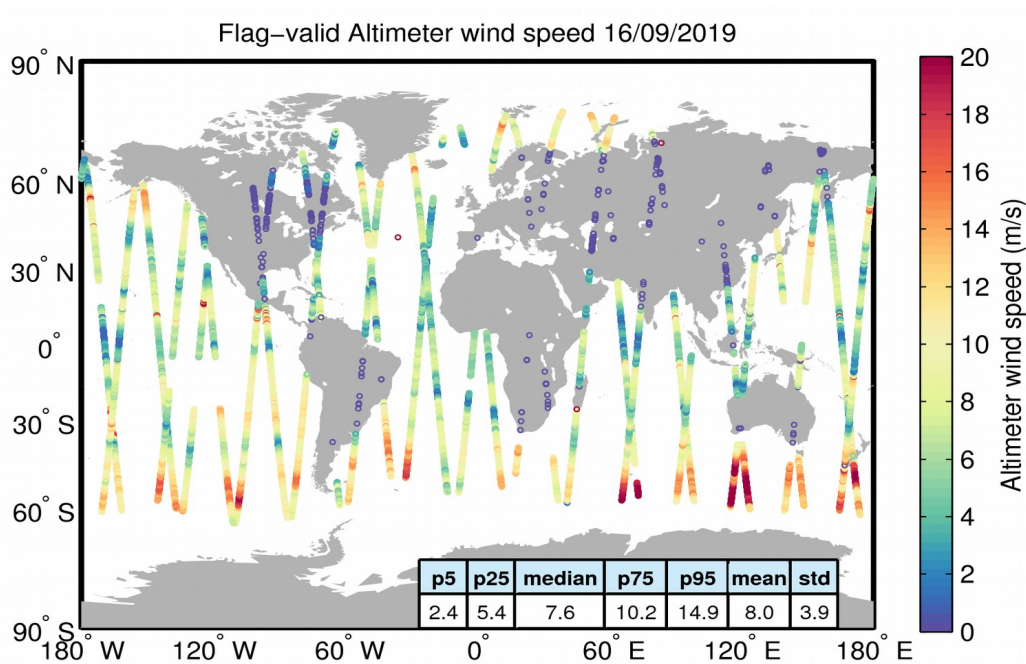 Flag−valid Altimeter wind speed 16/09/2019
90° N
60° N
30° N
0°
30° S
60° S
90° S
180° W 120° W 60° W 0° 60° E 120° E 180° E
p5 p25 median p75 p95 mean std
2.4 5.4 7.6 10.2 14.9 8.0 3.9
20
18
16
14
12
10
8
6
4
2
0
Altimeter wind speed (m/s)